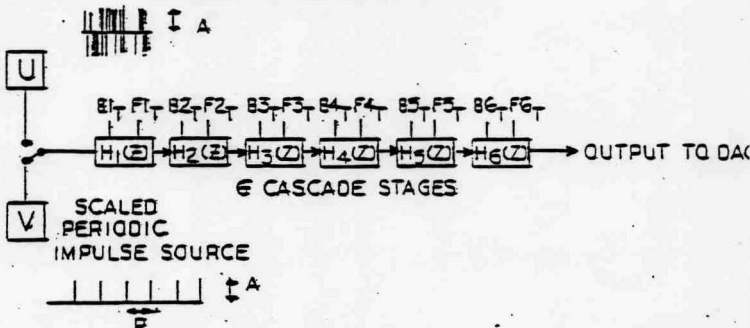 A
U
B1 F1 B2 F2 B3 F3 B4 F4 B5 F5 B6 F6
H1(Z) H2(Z) H3(Z) H4(Z) H5(Z) H6(Z) OUTPUT TO DAC
6 CASCADE STAGES
V
SCALED
PERIODIC
IMPULSE SOURCE
A
P